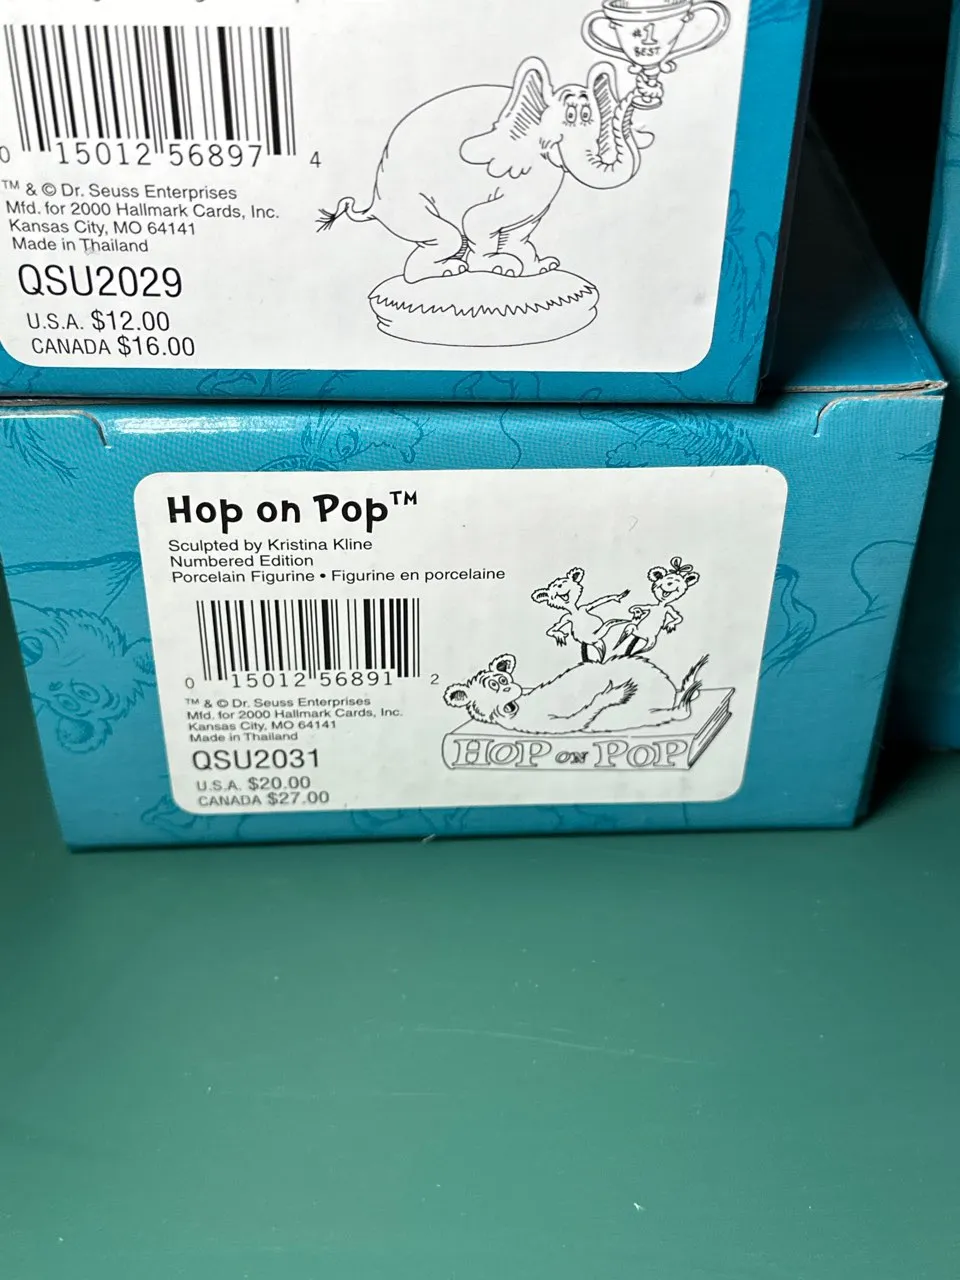 #1
BEST
0 15012 56897 4
™ & © Dr. Seuss Enterprises
Mfd. for 2000 Hallmark Cards, Inc.
Kansas City, MO 64141
Made in Thailand
QSU2029
U.S.A. $12.00
CANADA $16.00
Hop on Pop™
Sculpted by Kristina Kline
Numbered Edition
Porcelain Figurine • Figurine en porcelaine
0 15012 56891 2
™ & © Dr. Seuss Enterprises
Mfd. for 2000 Hallmark Cards, Inc.
Kansas City, MO 64141
Made in Thailand
QSU2031
U.S.A. $20.00
CANADA $27.00
HOP ON POP